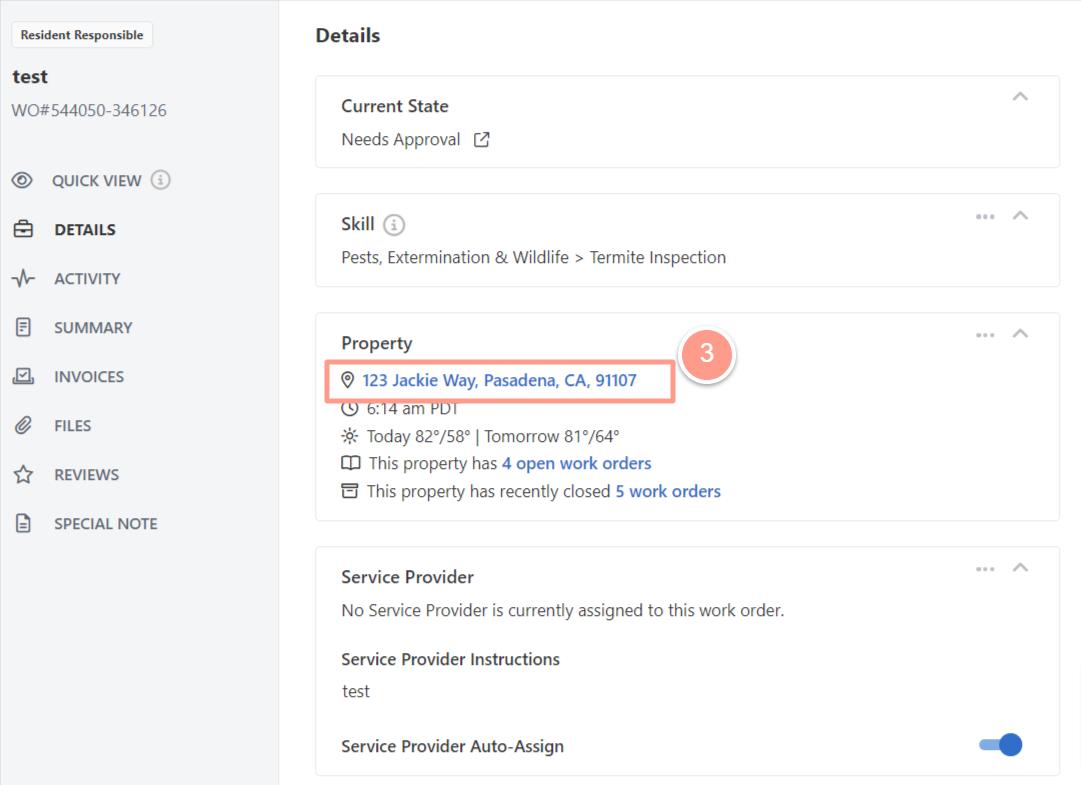 Resident Responsible
test
WO#544050-346126
QUICK VIEW
DETAILS
ACTIVITY
SUMMARY
INVOICES
FILES
REVIEWS
SPECIAL NOTE
Details
Current State
Needs Approval
Skill
Pests, Extermination & Wildlife > Termite Inspection
Property
3
123 Jackie Way, Pasadena, CA, 91107
6:14 am PDT
Today 82°/58° | Tomorrow 81°/64°
This property has 4 open work orders
This property has recently closed 5 work orders
Service Provider
No Service Provider is currently assigned to this work order.
Service Provider Instructions
test
Service Provider Auto-Assign